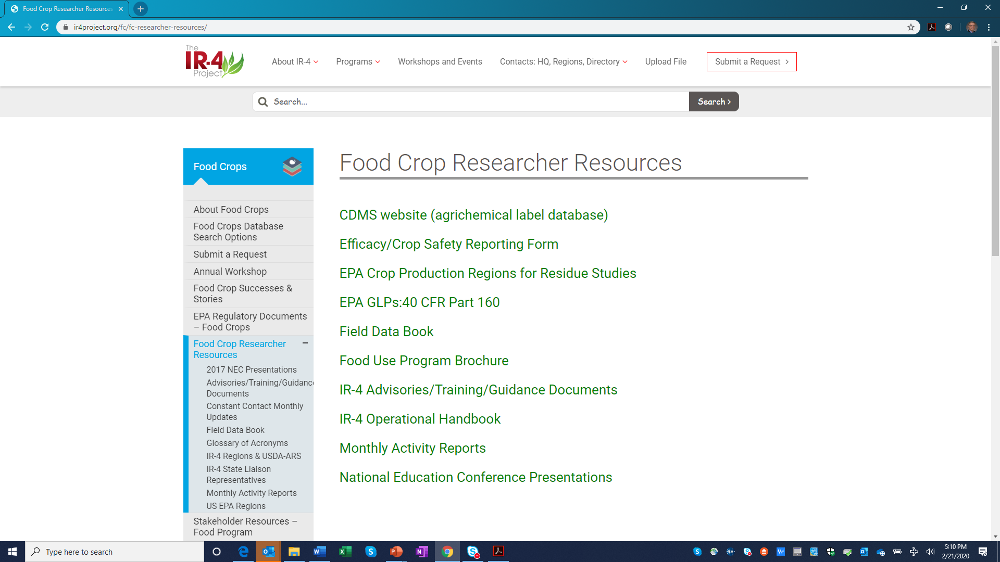 Food Crop Researcher Resources
ir4project.org/fc/fc-researcher-resources/
The
IR-4
Project
About IR-4
Programs
Workshops and Events
Contacts: HQ, Regions, Directory
Upload File
Submit a Request
Search...
Search
Food Crops
About Food Crops
Food Crops Database
Search Options
Submit a Request
Annual Workshop
Food Crop Successes &
Stories
EPA Regulatory Documents
– Food Crops
Food Crop Researcher
Resources
2017 NEC Presentations
Advisories/Training/Guidance
Documents
Constant Contact Monthly
Updates
Field Data Book
Glossary of Acronyms
IR-4 Regions & USDA-ARS
IR-4 State Liaison
Representatives
Monthly Activity Reports
US EPA Regions
Stakeholder Resources –
Food Program
Food Crop Researcher Resources
CDMS website (agrichemical label database)
Efficacy/Crop Safety Reporting Form
EPA Crop Production Regions for Residue Studies
EPA GLPs:40 CFR Part 160
Field Data Book
Food Use Program Brochure
IR-4 Advisories/Training/Guidance Documents
IR-4 Operational Handbook
Monthly Activity Reports
National Education Conference Presentations
Type here to search
5:10 PM
2/21/2020